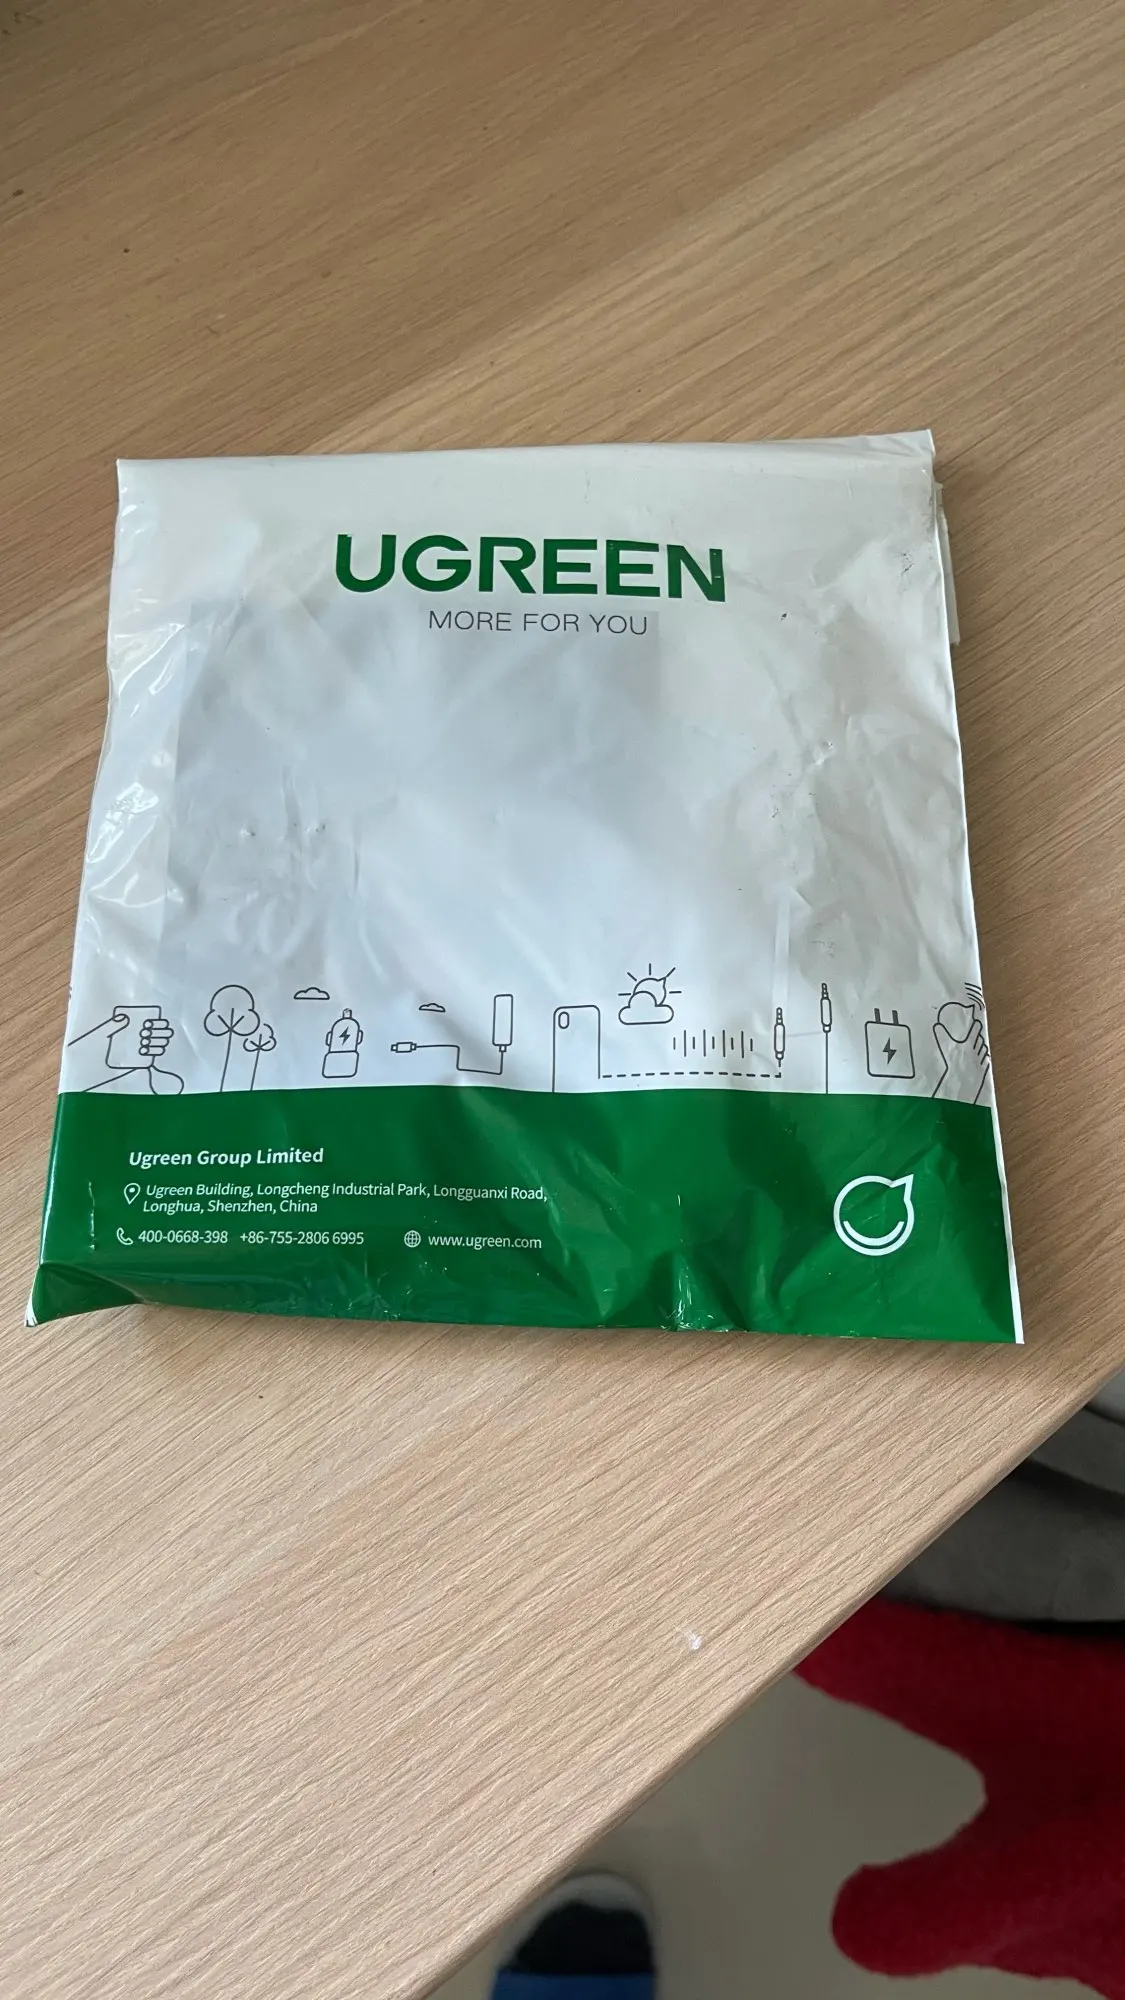 UGREEN
MORE FOR YOU
Ugreen Group Limited
Ugreen Building, Longcheng Industrial Park, Longguanxi Road,
Longhua, Shenzhen, China
400-0668-398 +86-755-2806 6995 www.ugreen.com